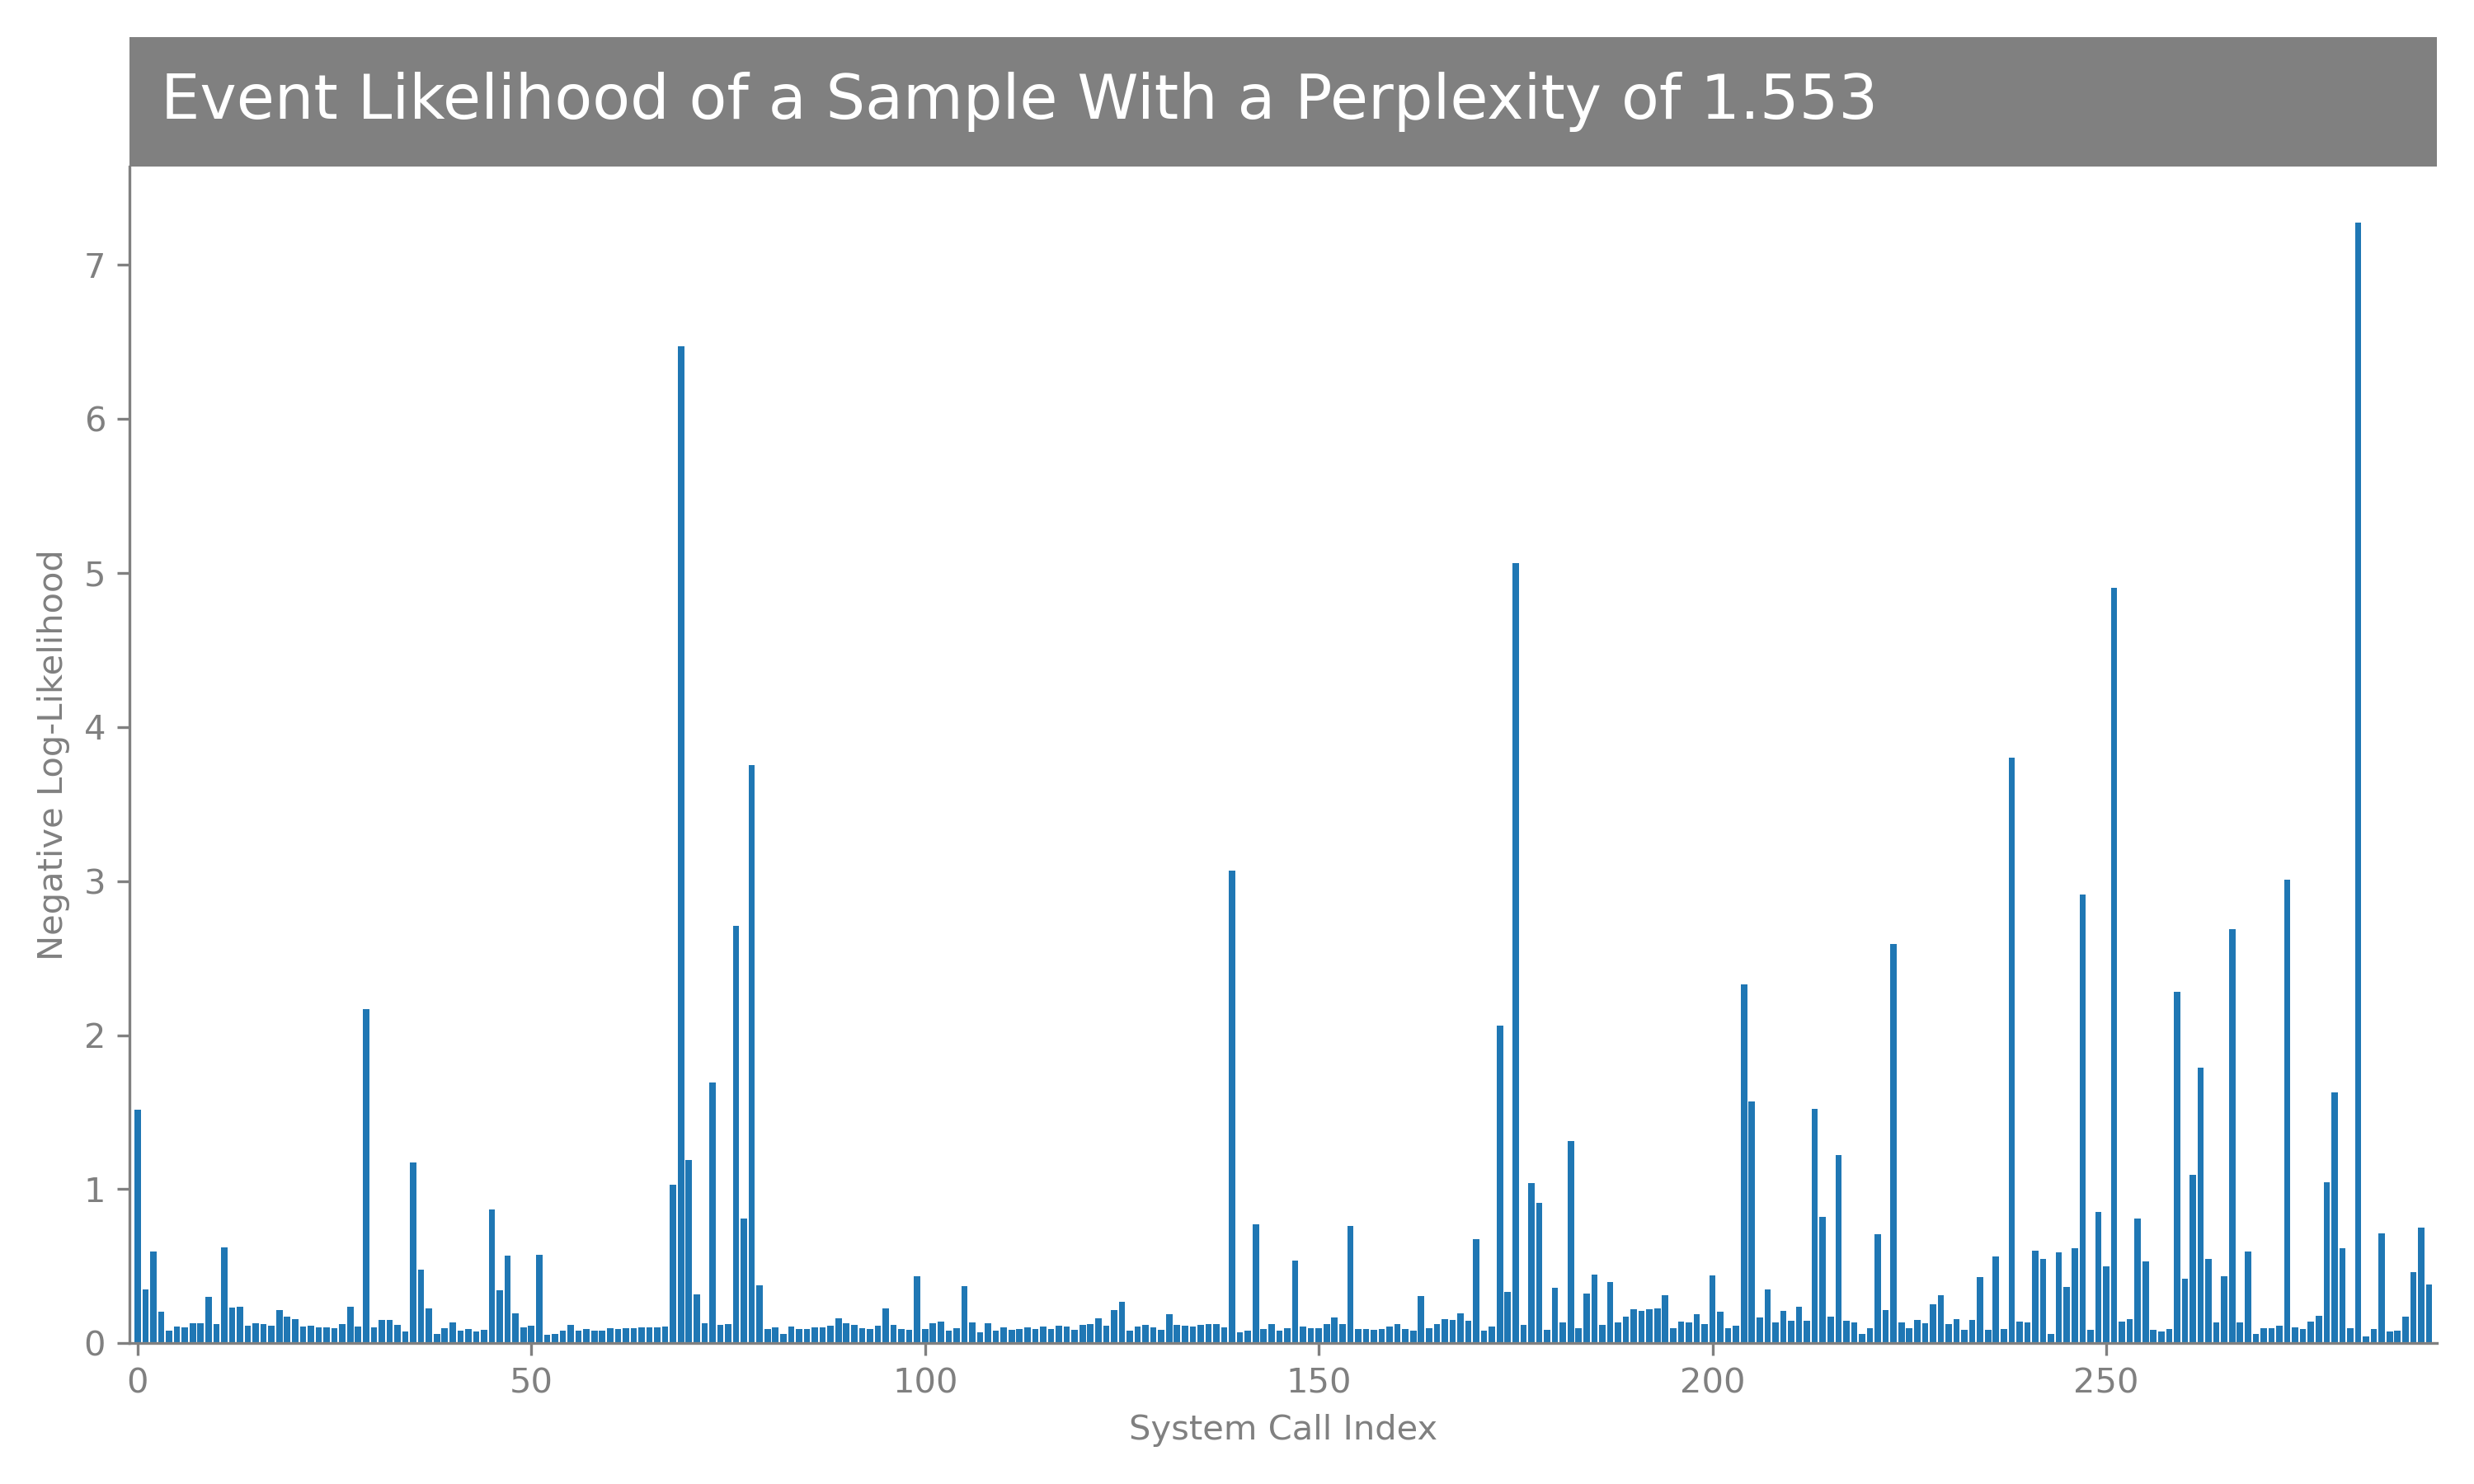 Event Likelihood of a Sample With a Perplexity of 1.553
Negative Log-Likelihood
7
6
5
4
3
2
1
0
0 50 100 150 200 250
System Call Index